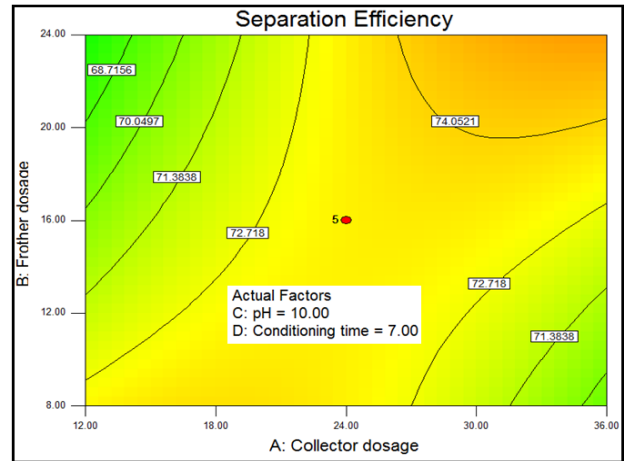 Separation Efficiency
24.00
20.00
16.00
12.00
8.00
B: Frother dosage
68.7156
70.0497
71.3838
72.718
74.0521
5
72.718
71.3838
Actual Factors
C: pH = 10.00
D: Conditioning time = 7.00
12.00 18.00 24.00 30.00 36.00
A: Collector dosage